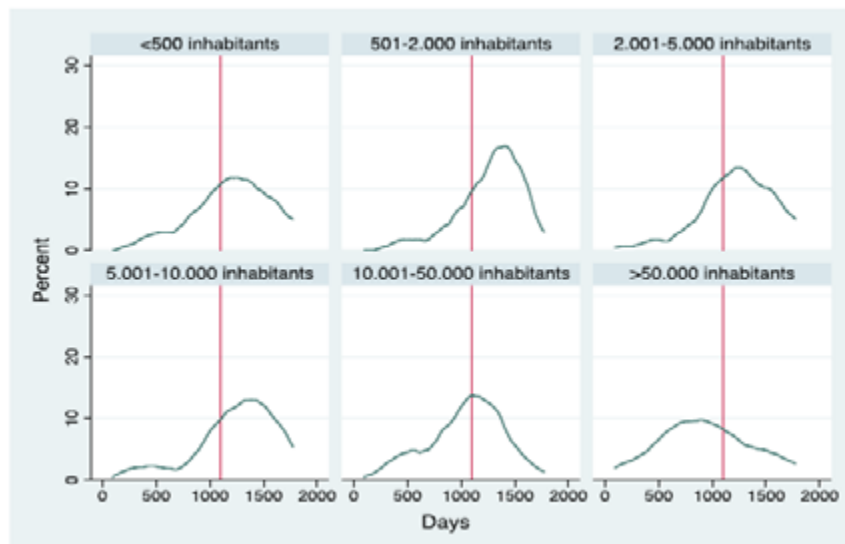 <500 inhabitants
501-2.000 inhabitants
2.001-5.000 inhabitants
30
20
10
0
5.001-10.000 inhabitants
10.001-50.000 inhabitants
>50.000 inhabitants
30
20
10
0
Percent
0 500 1000 1500 2000
0 500 1000 1500 2000
0 500 1000 1500 2000
Days